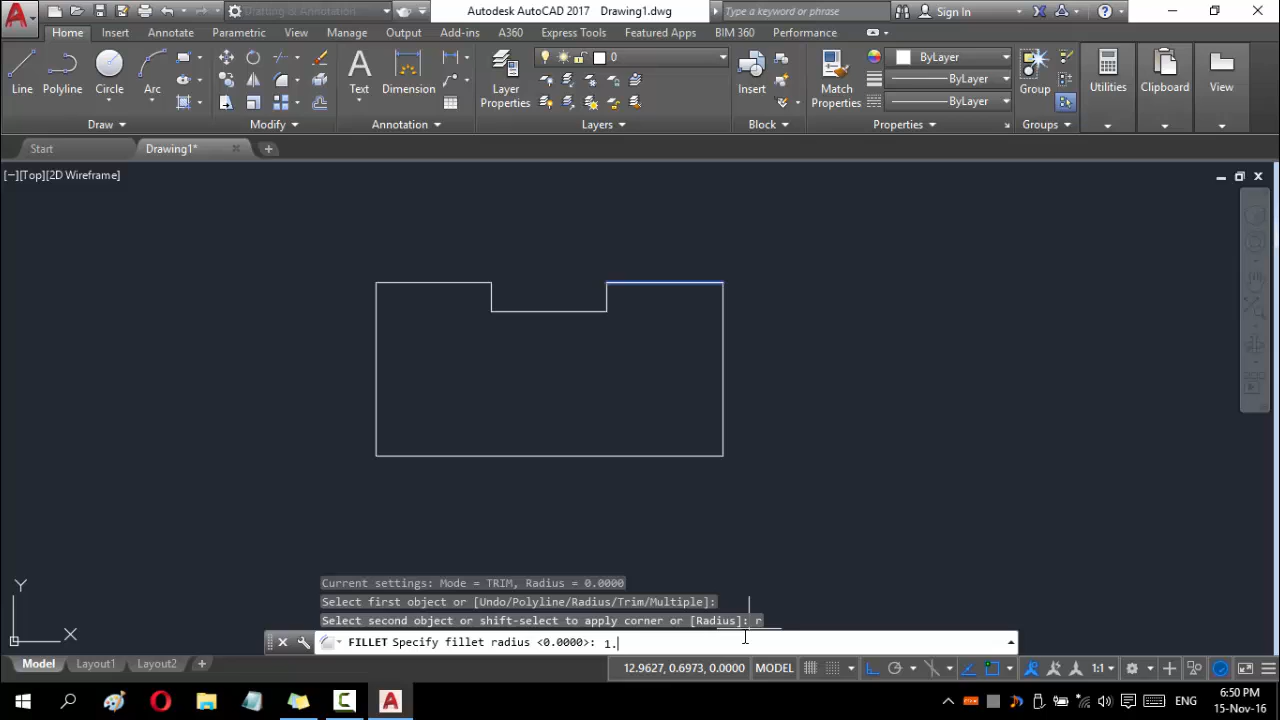 Drafting & Annotation
Autodesk AutoCAD 2017 Drawing1.dwg
Type a keyword or phrase
Sign In
Home Insert Annotate Parametric View Manage Output Add-ins A360 Express Tools Featured Apps BIM 360 Performance
0
ByLayer
ByLayer
ByLayer
Line Polyline Circle Arc Text Dimension Layer Properties Insert Match Properties Group Utilities Clipboard View
Draw Modify Annotation Layers Block Properties Groups
Start Drawing1*
[−][Top][2D Wireframe]
Y
X
Current settings: Mode = TRIM, Radius = 0.0000
Select first object or [Undo/Polyline/Radius/Trim/Multiple]:
Select second object or shift-select to apply corner or [Radius]: r
FILLET Specify fillet radius <0.0000>: 1.
Model Layout1 Layout2
12.9627, 0.6973, 0.0000 MODEL 1:1
ENG
6:50 PM
15-Nov-16